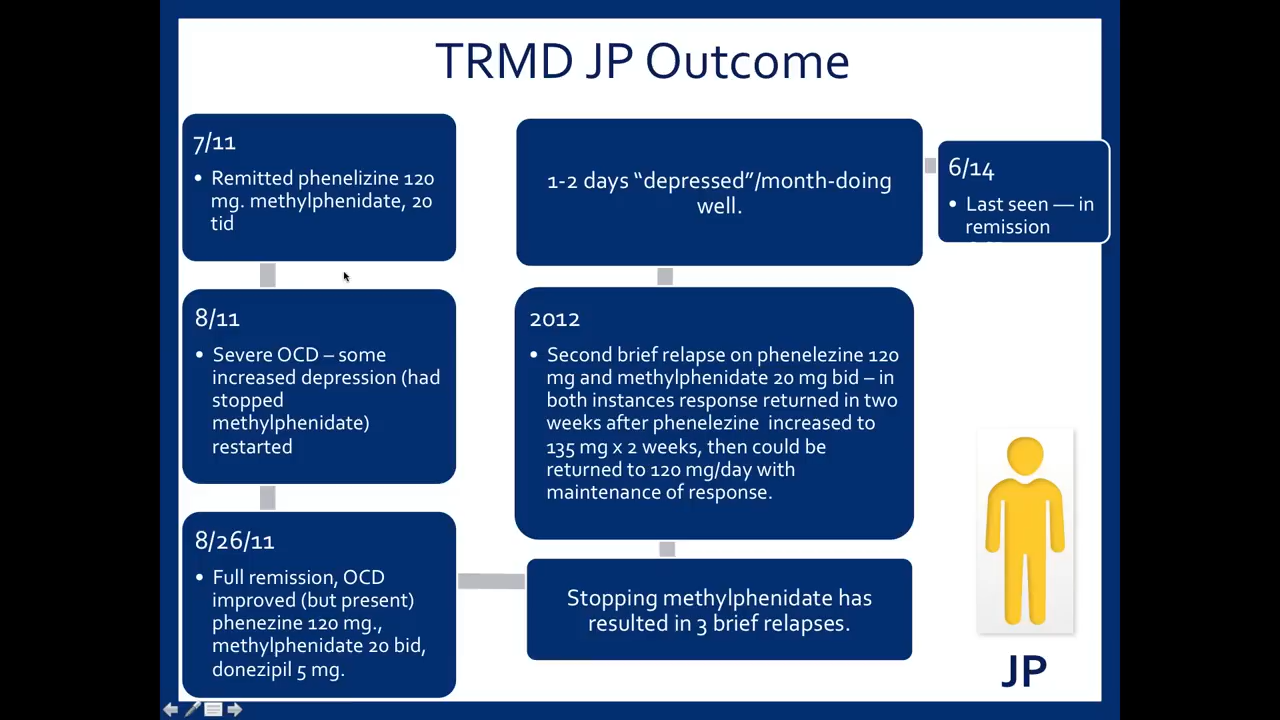 TRMD JP Outcome
7/11
• Remitted phenelizine 120
mg. methylphenidate, 20
tid
8/11
• Severe OCD – some
increased depression (had
stopped
methylphenidate)
restarted
8/26/11
• Full remission, OCD
improved (but present)
phenezine 120 mg.,
methylphenidate 20 bid,
donezipil 5 mg.
Stopping methylphenidate has
resulted in 3 brief relapses.
2012
• Second brief relapse on phenelezine 120
mg and methylphenidate 20 mg bid – in
both instances response returned in two
weeks after phenelezine increased to
135 mg x 2 weeks, then could be
returned to 120 mg/day with
maintenance of response.
1-2 days “depressed”/month-doing
well.
6/14
• Last seen — in
remission
JP